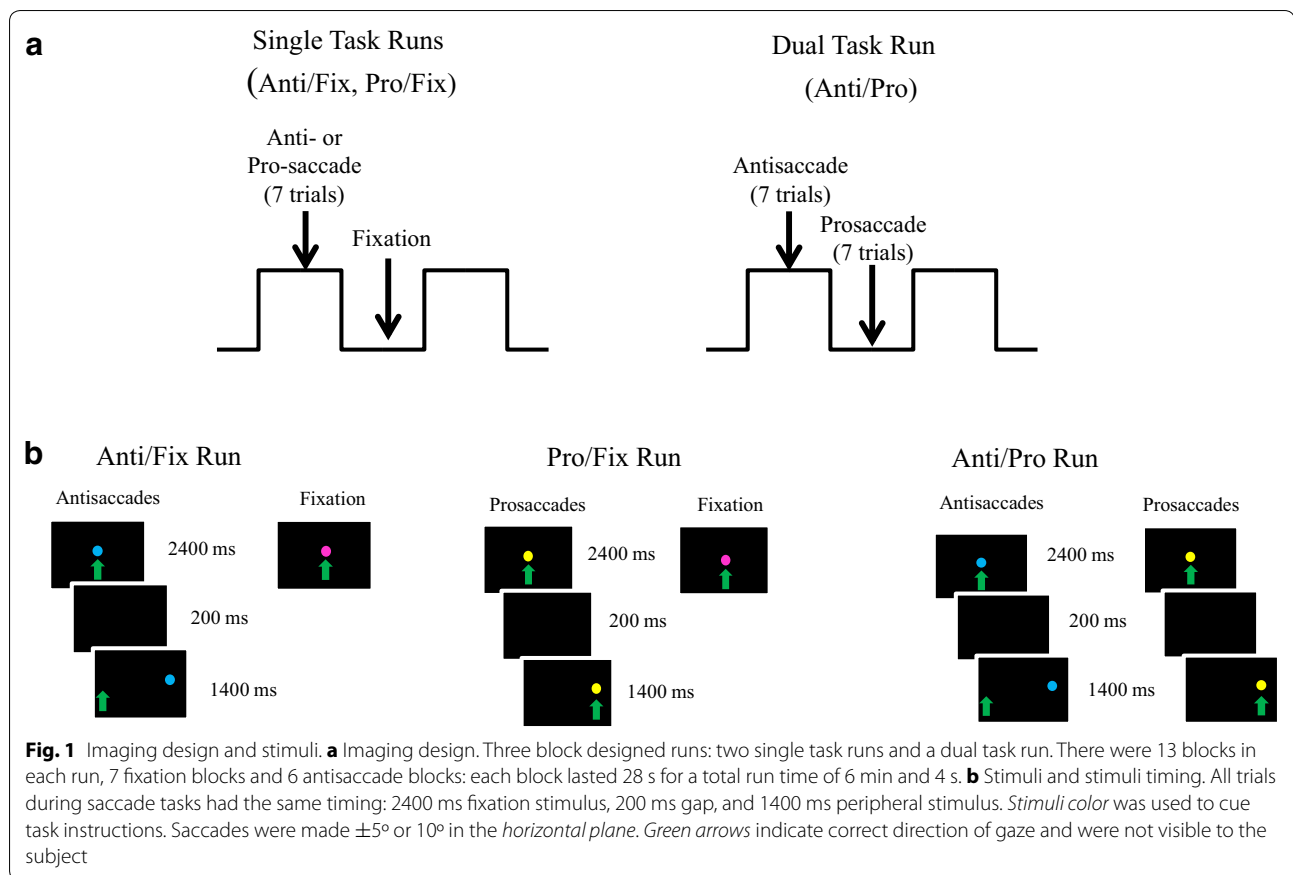 a
Single Task Runs
(Anti/Fix, Pro/Fix)
Anti- or
Pro-saccade
(7 trials)
Fixation
Dual Task Run
(Anti/Pro)
Antisaccade
(7 trials)
Prosaccade
(7 trials)
b
Anti/Fix Run
Antisaccades
Fixation
2400 ms
200 ms
1400 ms
Pro/Fix Run
Prosaccades
Fixation
2400 ms
200 ms
1400 ms
Anti/Pro Run
Antisaccades
Prosaccades
2400 ms
200 ms
1400 ms
Fig. 1 Imaging design and stimuli. a Imaging design. Three block designed runs: two single task runs and a dual task run. There were 13 blocks in
each run, 7 fixation blocks and 6 antisaccade blocks: each block lasted 28 s for a total run time of 6 min and 4 s. b Stimuli and stimuli timing. All trials
during saccade tasks had the same timing: 2400 ms fixation stimulus, 200 ms gap, and 1400 ms peripheral stimulus. Stimuli color was used to cue
task instructions. Saccades were made ±5º or 10º in the horizontal plane. Green arrows indicate correct direction of gaze and were not visible to the
subject